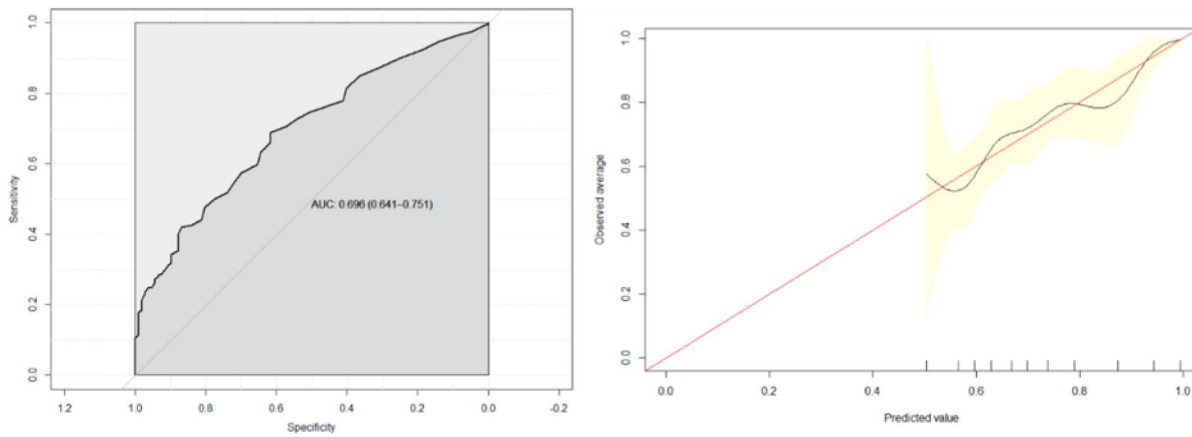 1.0
0.8
0.6
0.4
0.2
0.0
Sensitivity
AUC: 0.696 (0.641–0.751)
1.2 1.0 0.8 0.6 0.4 0.2 0.0 -0.2
Specificity
1.0
0.8
0.6
0.4
0.2
0.0
Observed average
0.0 0.2 0.4 0.6 0.8 1.0
Predicted value